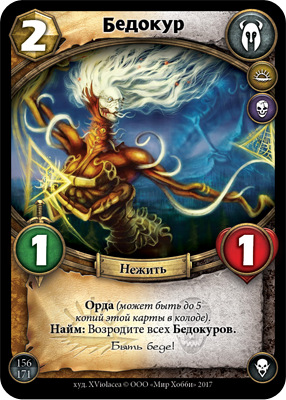 2
Бедокур
1
1
Нежить
Орда (может быть до 5
копий этой карты в колоде).
Найм: Возродите всех Бедокуров.
Быть беде!
156
171
худ. XViolacea © ООО «Мир Хобби» 2017